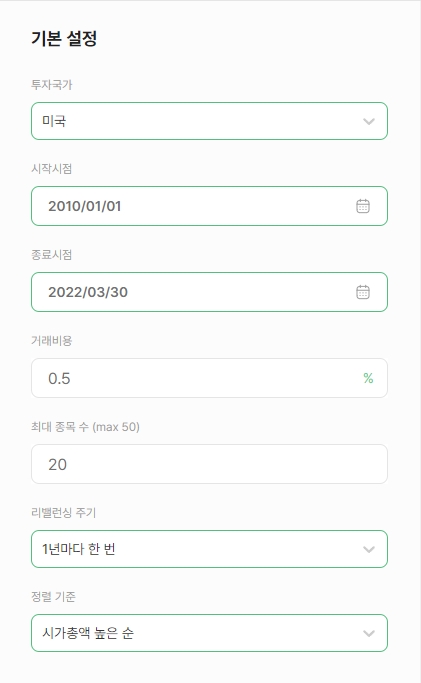 기본 설정
투자국가
미국
시작시점
2010/01/01
종료시점
2022/03/30
거래비용
0.5 %
최대 종목 수 (max 50)
20
리밸런싱 주기
1년마다 한 번
정렬 기준
시가총액 높은 순